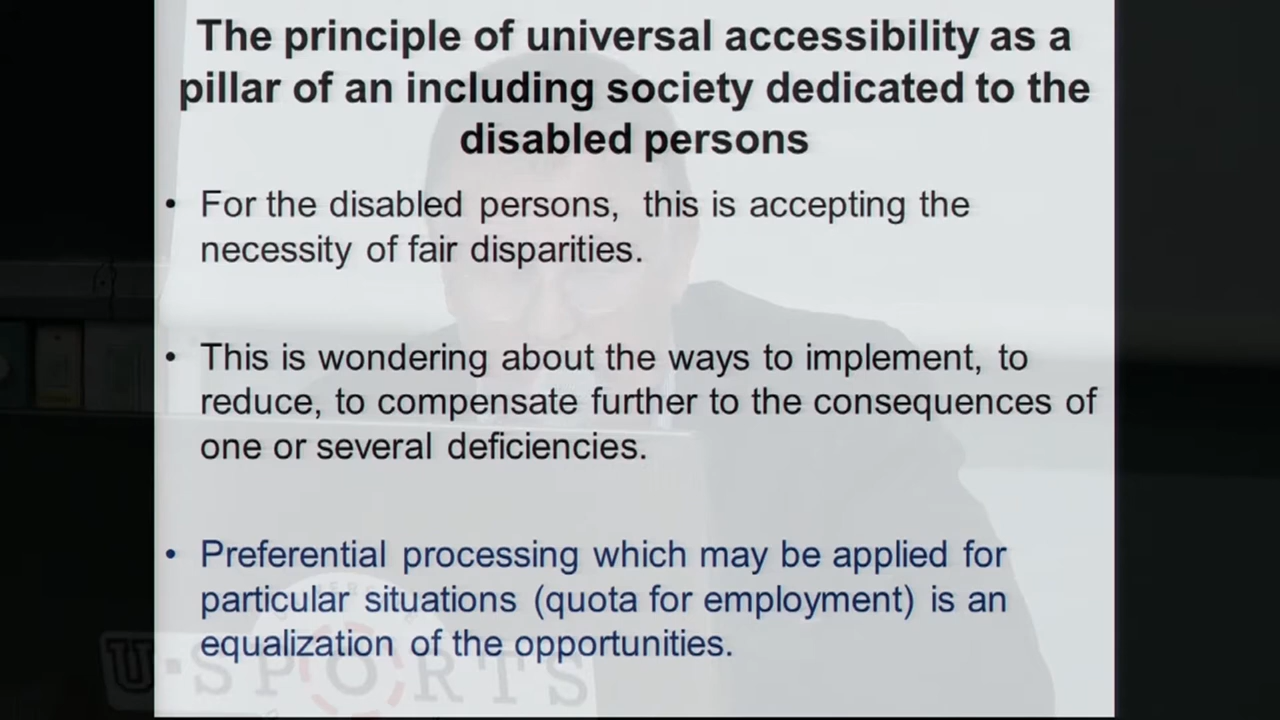 The principle of universal accessibility as a
pillar of an including society dedicated to the
disabled persons
• For the disabled persons, this is accepting the
necessity of fair disparities.
• This is wondering about the ways to implement, to
reduce, to compensate further to the consequences of
one or several deficiencies.
• Preferential processing which may be applied for
particular situations (quota for employment) is an
equalization of the opportunities.
U•SPORTS